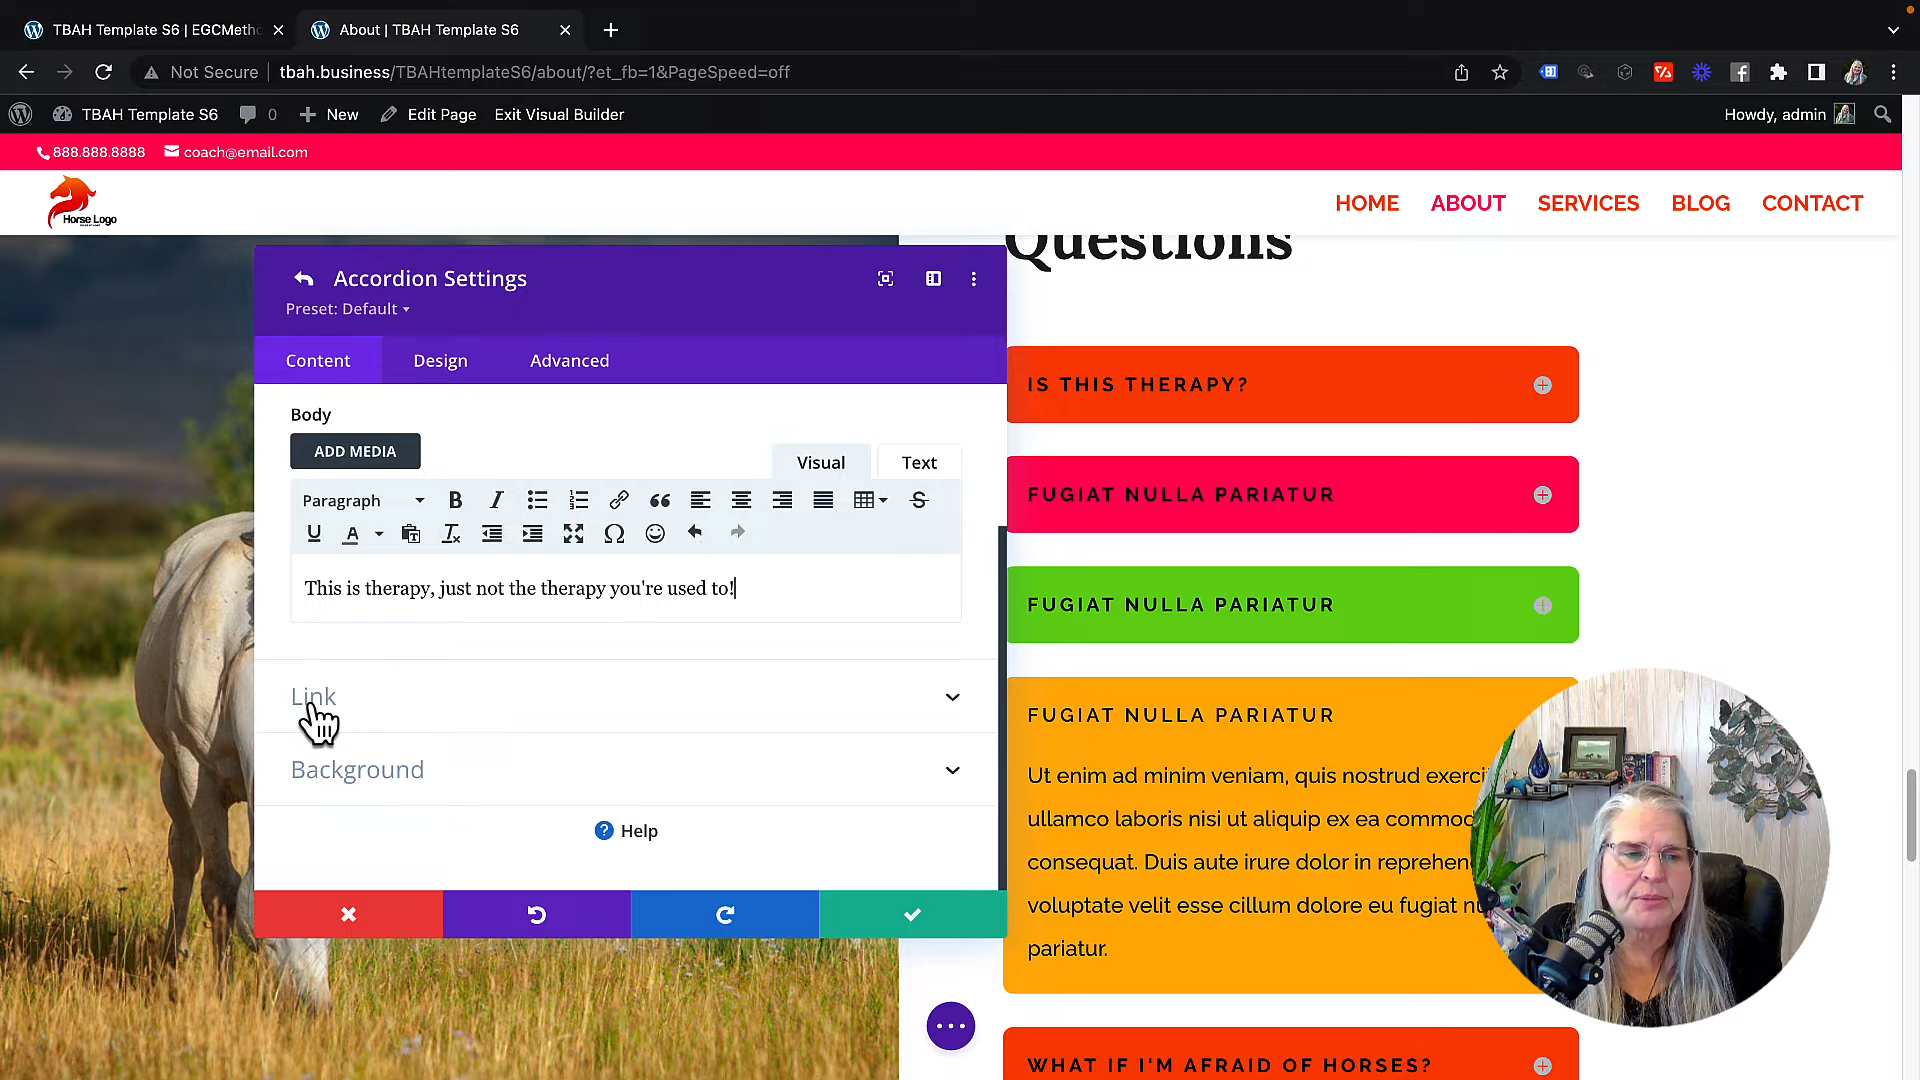 TBAH Template S6 | EGCMeth
About | TBAH Template S6
Not Secure
tbah.business/TBAHtemplateS6/about/?et_fb=1&PageSpeed=off
TBAH Template S6
0
New
Edit Page
Exit Visual Builder
Howdy, admin
888.888.8888
coach@email.com
Horse Logo
HOME
ABOUT
SERVICES
BLOG
CONTACT
Questions
Accordion Settings
Preset: Default
Content
Design
Advanced
Body
ADD MEDIA
Visual
Text
Paragraph
This is therapy, just not the therapy you're used to!
Link
Background
Help
IS THIS THERAPY?
FUGIAT NULLA PARIATUR
FUGIAT NULLA PARIATUR
FUGIAT NULLA PARIATUR
Ut enim ad minim veniam, quis nostrud exerci
ullamco laboris nisi ut aliquip ex ea commod
consequat. Duis aute irure dolor in reprehen
voluptate velit esse cillum dolore eu fugiat nu
pariatur.
WHAT IF I'M AFRAID OF HORSES?